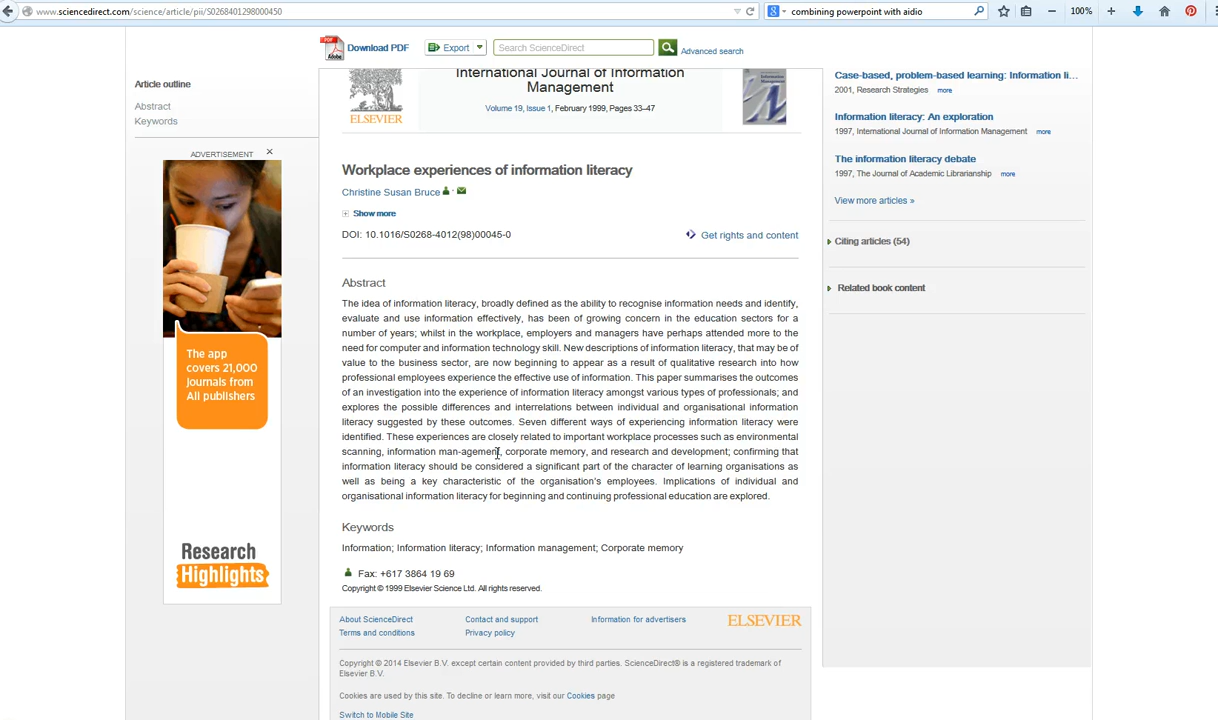 www.sciencedirect.com/science/article/pii/S0268401298000450
combining powerpoint with aidio
100%
Download PDF
Export
Search ScienceDirect
Advanced search
Article outline
Abstract
Keywords
ADVERTISEMENT
The app
covers 21,000
Journals from
All publishers
Research
Highlights
ELSEVIER
International Journal of Information
Management
Volume 19, Issue 1, February 1999, Pages 33–47
Workplace experiences of information literacy
Christine Susan Bruce
Show more
DOI: 10.1016/S0268-4012(98)00045-0
Get rights and content
Abstract
The idea of information literacy, broadly defined as the ability to recognise information needs and identify,
evaluate and use information effectively, has been of growing concern in the education sectors for a
number of years; whilst in the workplace, employers and managers have perhaps attended more to the
need for computer and information technology skill. New descriptions of information literacy, that may be of
value to the business sector, are now beginning to appear as a result of qualitative research into how
professional employees experience the effective use of information. This paper summarises the outcomes
of an investigation into the experience of information literacy amongst various types of professionals; and
explores the possible differences and interrelations between individual and organisational information
literacy suggested by these outcomes. Seven different ways of experiencing information literacy were
identified. These experiences are closely related to important workplace processes such as environmental
scanning, information man-agement, corporate memory, and research and development; confirming that
information literacy should be considered a significant part of the character of learning organisations as
well as being a key characteristic of the organisation's employees. Implications of individual and
organisational information literacy for beginning and continuing professional education are explored.
Keywords
Information; Information literacy; Information management; Corporate memory
Fax: +617 3864 19 69
Copyright © 1999 Elsevier Science Ltd. All rights reserved.
About ScienceDirect
Contact and support
Information for advertisers
ELSEVIER
Terms and conditions
Privacy policy
Copyright © 2014 Elsevier B.V. except certain content provided by third parties. ScienceDirect® is a registered trademark of
Elsevier B.V.
Cookies are used by this site. To decline or learn more, visit our Cookies page
Switch to Mobile Site
Case-based, problem-based learning: Information li...
2001, Research Strategies more
Information literacy: An exploration
1997, International Journal of Information Management more
The information literacy debate
1997, The Journal of Academic Librarianship more
View more articles »
Citing articles (54)
Related book content